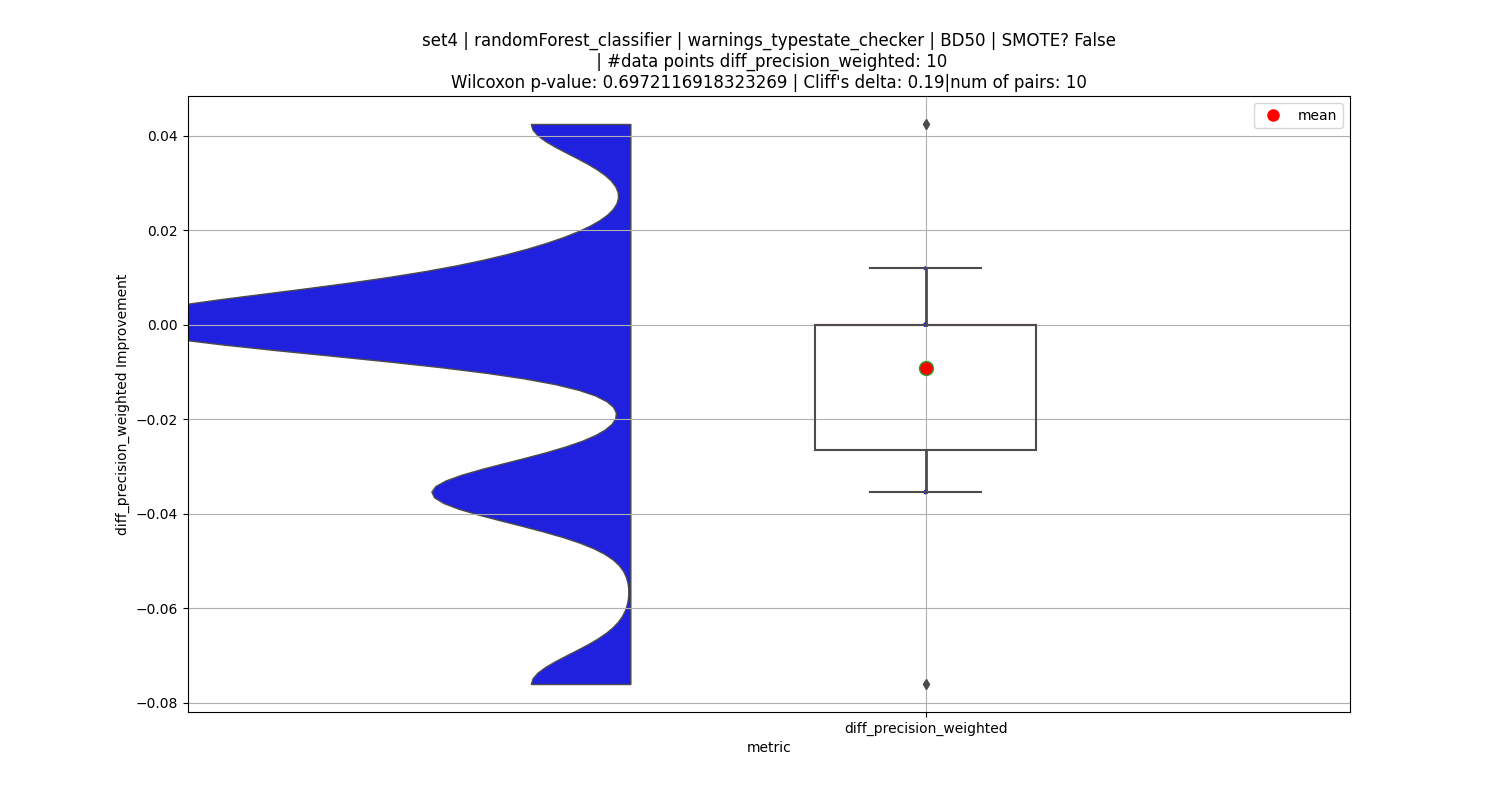 set4 | randomForest_classifier | warnings_typestate_checker | BD50 | SMOTE? False
| #data points diff_precision_weighted: 10
Wilcoxon p-value: 0.6972116918323269 | Cliff's delta: 0.19|num of pairs: 10
mean
0.04
0.02
0.00
−0.02
−0.04
−0.06
−0.08
diff_precision_weighted Improvement
diff_precision_weighted
metric